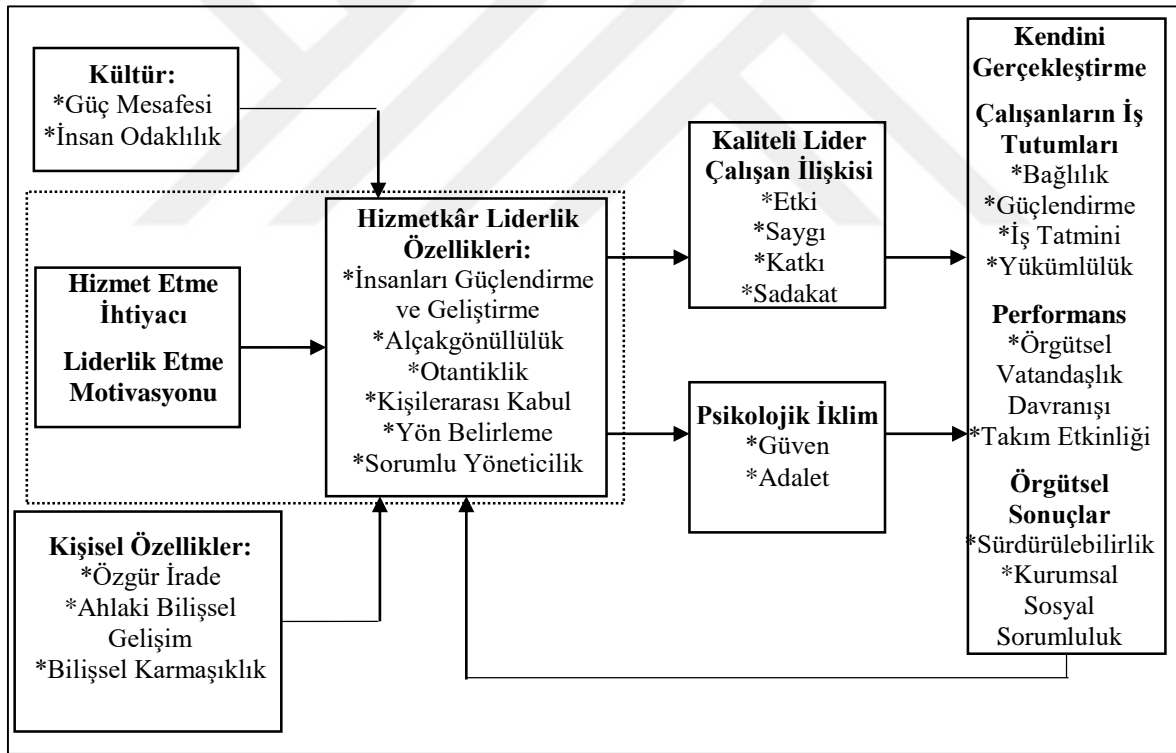 Kültür:
*Güç Mesafesi
*İnsan Odaklılık
Hizmet Etme
İhtiyacı
Liderlik Etme
Motivasyonu
Kişisel Özellikler:
*Özgür İrade
*Ahlaki Bilişsel
Gelişim
*Bilişsel Karmaşıklık
Hizmetkâr Liderlik
Özellikleri:
*İnsanları Güçlendirme
ve Geliştirme
*Alçakgönüllülük
*Otantiklik
*Kişilerarası Kabul
*Yön Belirleme
*Sorumlu Yöneticilik
Kaliteli Lider
Çalışan İlişkisi
*Etki
*Saygı
*Katkı
*Sadakat
Psikolojik İklim
*Güven
*Adalet
Kendini
Gerçekleştirme
Çalışanların İş
Tutumları
*Bağlılık
*Güçlendirme
*İş Tatmini
*Yükümlülük
Performans
*Örgütsel
Vatandaşlık
Davranışı
*Takım Etkinliği
Örgütsel
Sonuçlar
*Sürdürülebilirlik
*Kurumsal
Sosyal
Sorumluluk